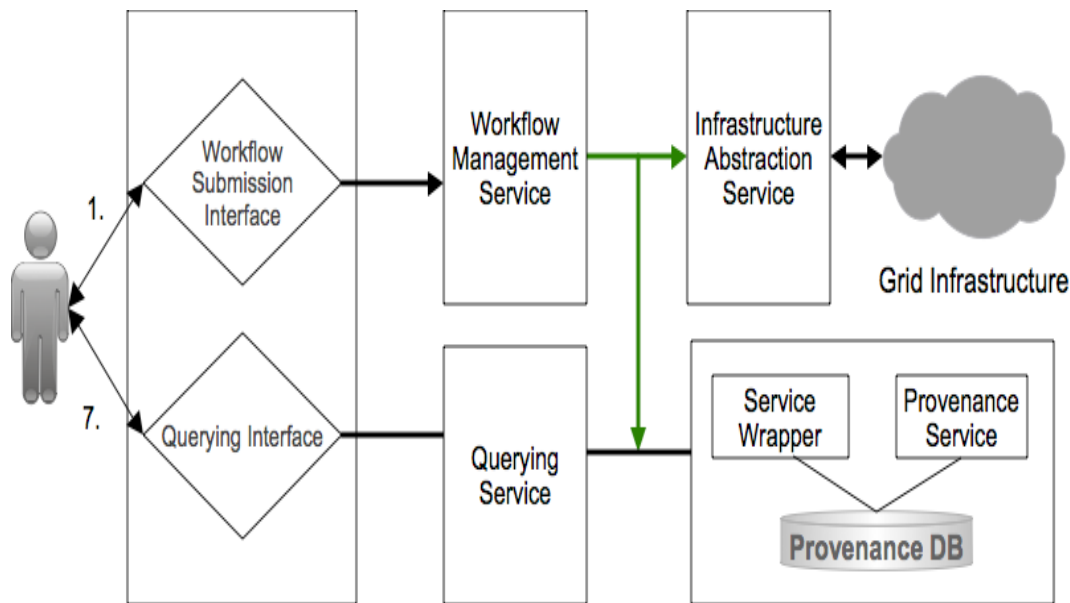 1.
Workflow
Submission
Interface
Workflow
Management
Service
Infrastructure
Abstraction
Service
Grid Infrastructure
7.
Querying Interface
Querying
Service
Service
Wrapper
Provenance
Service
Provenance DB